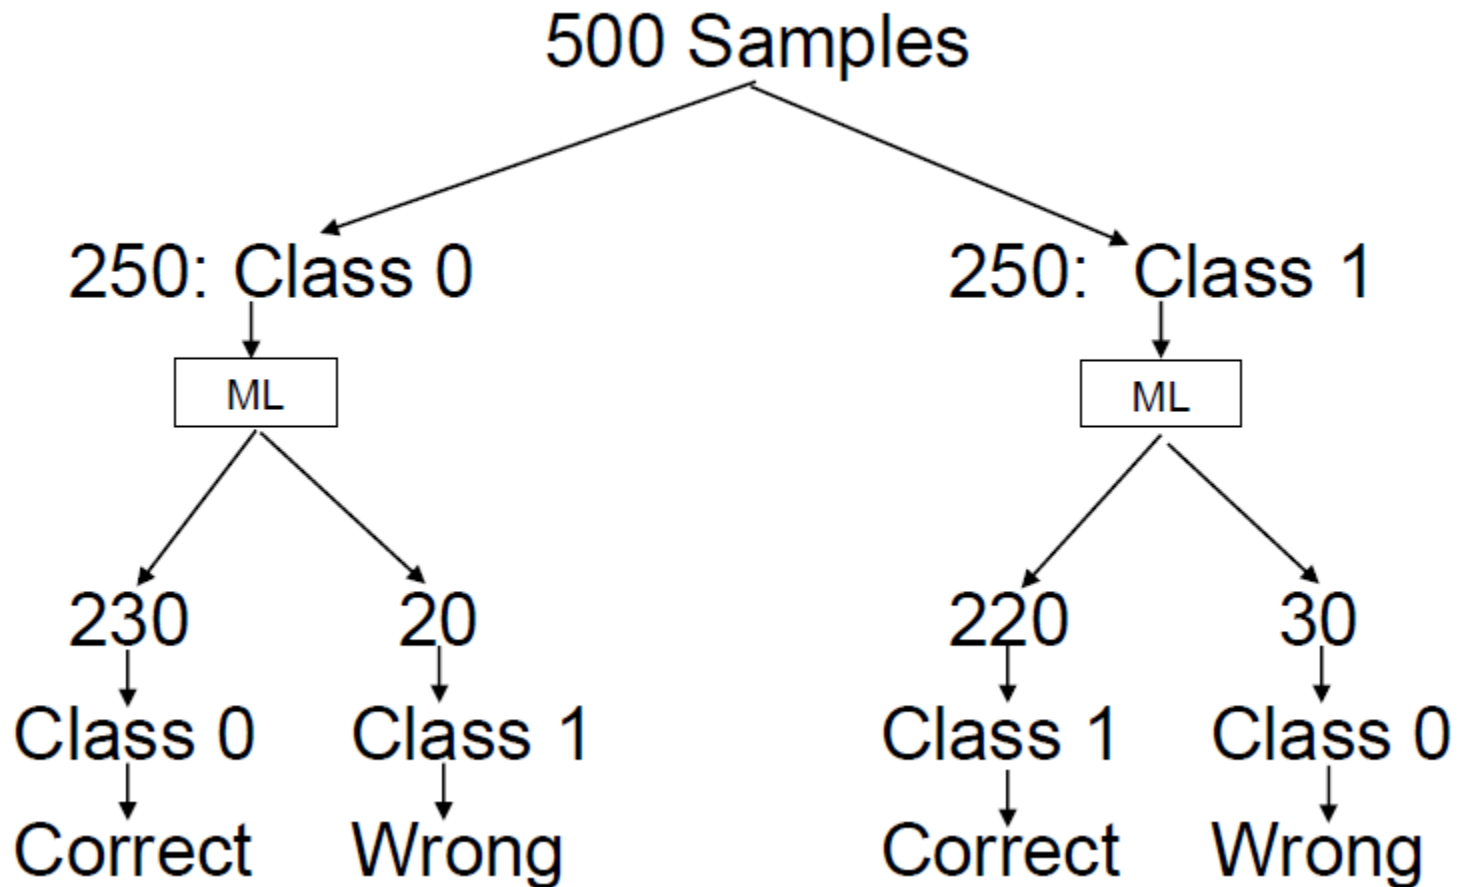 500 Samples
250: Class 0
250: Class 1
ML
ML
230
20
220
30
Class 0
Class 1
Class 1
Class 0
Correct
Wrong
Correct
Wrong